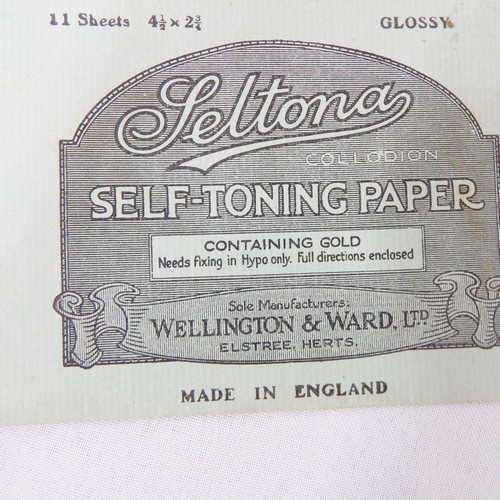 11 Sheets 4½ x 2¾ GLOSSY
Seltona
COLLODION
SELF-TONING PAPER
CONTAINING GOLD
Needs fixing in Hypo only. Full directions enclosed
Sole Manufacturers:
WELLINGTON & WARD, LTD
ELSTREE, HERTS.
MADE IN ENGLAND